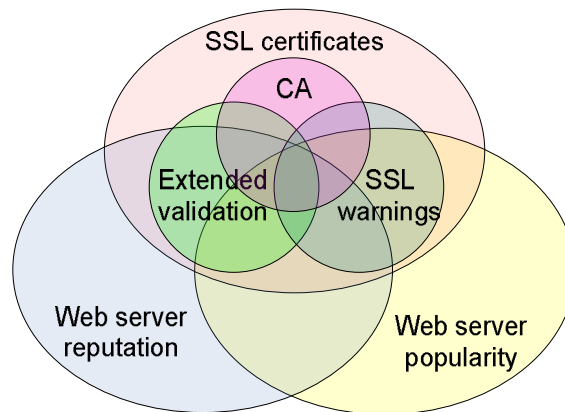 SSL certificates
CA
Extended
validation
SSL
warnings
Web server
reputation
Web server
popularity